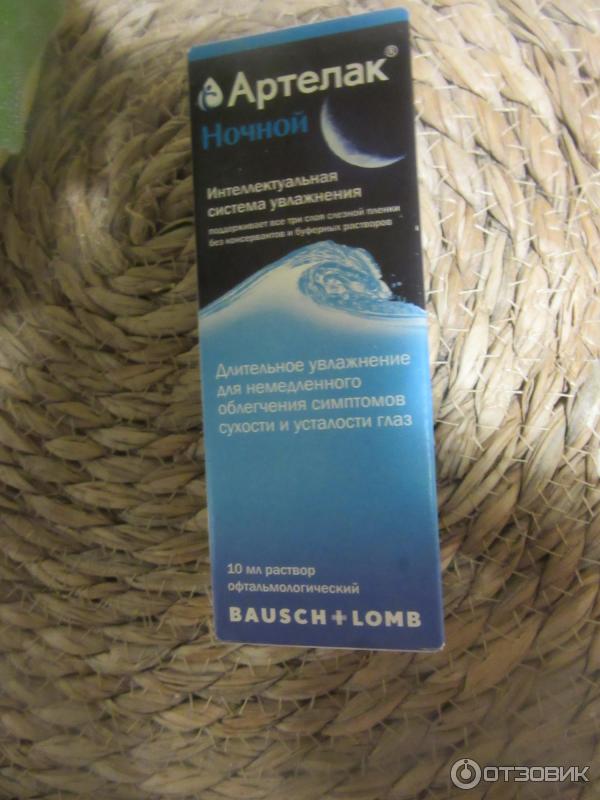 Артелак®
Ночной
Интеллектуальная
система увлажнения
поддерживает все три слоя слезной пленки
без консервантов и буферных растворов
Длительное увлажнение
для немедленного
облегчения симптомов
сухости и усталости глаз
10 мл раствор
офтальмологический
BAUSCH+LOMB
ОТЗОВИК